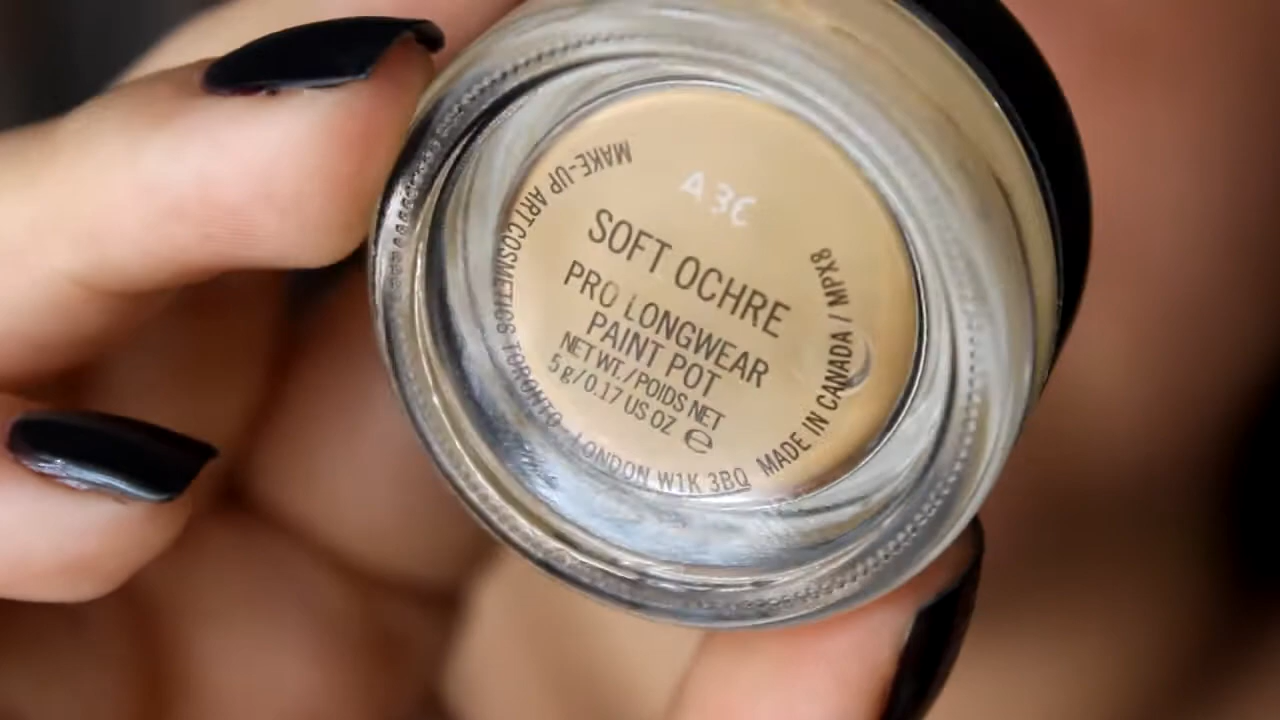 A 3C
SOFT OCHRE
PRO LONGWEAR
PAINT POT
NET WT./POIDS NET
5 g/0.17 US OZ ℮
MAKE-UP ART COSMETICS TORONTO LONDON W1K 3BQ
MADE IN CANADA / MPX8